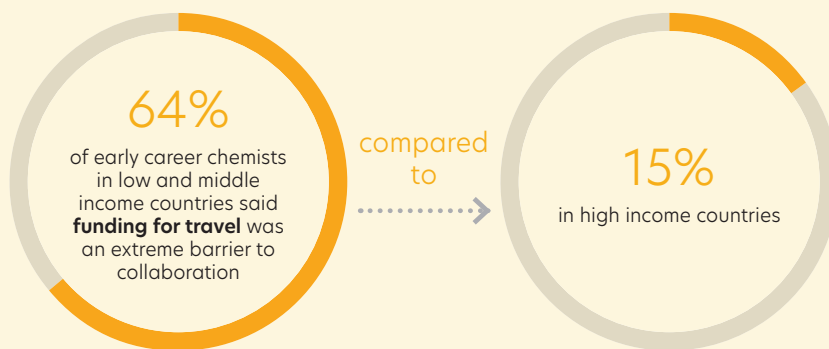 64%
of early career chemists
in low and middle
income countries said
funding for travel was
an extreme barrier to
collaboration
compared
to
15%
in high income countries